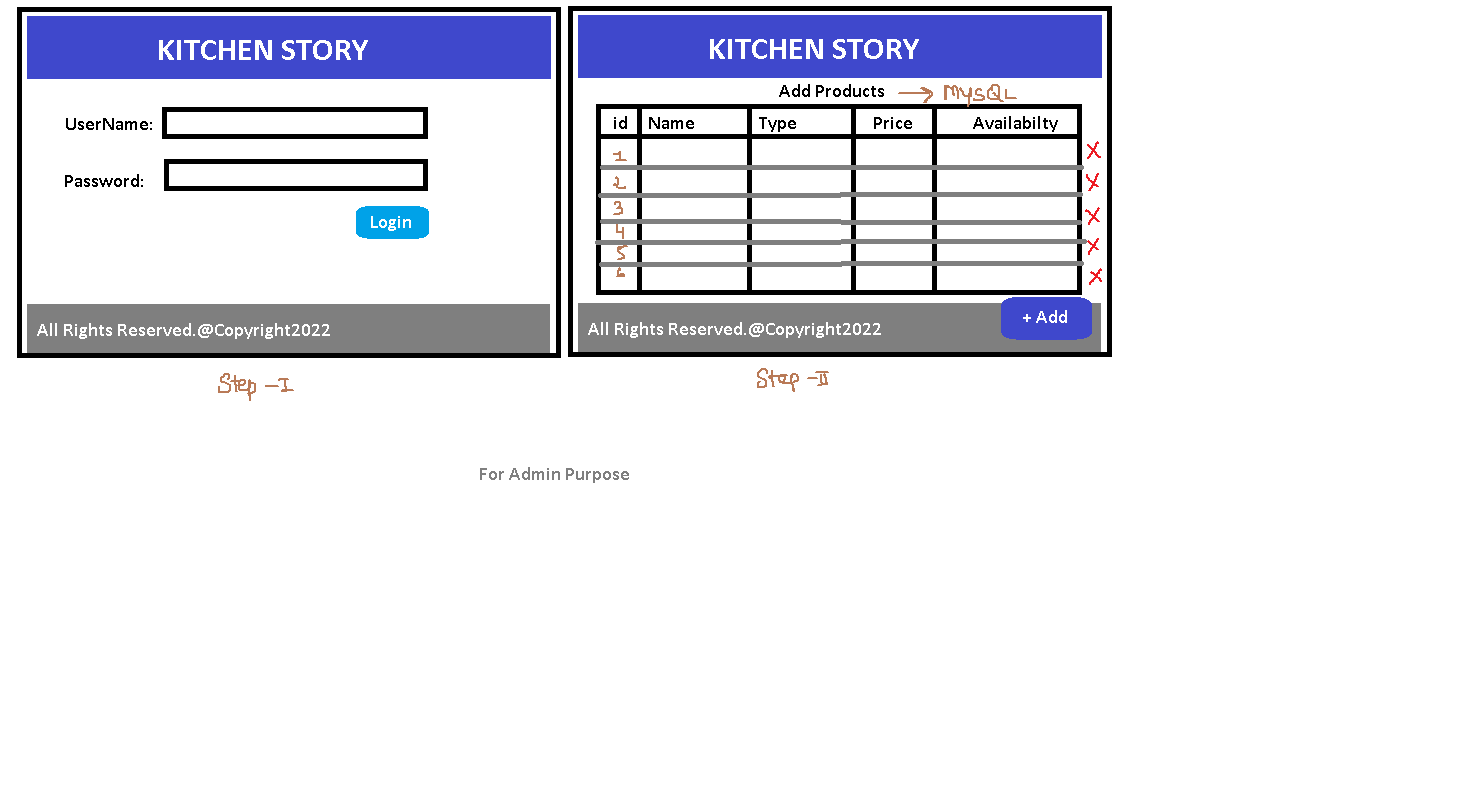 KITCHEN STORY
UserName:
Password:
Login
All Rights Reserved.@Copyright2022
Step - I
KITCHEN STORY
Add Products → MySQL
id Name Type Price Availabilty
1 X
2 X
3 X
4
5 X
6 X
+ Add
All Rights Reserved.@Copyright2022
Step - II
For Admin Purpose